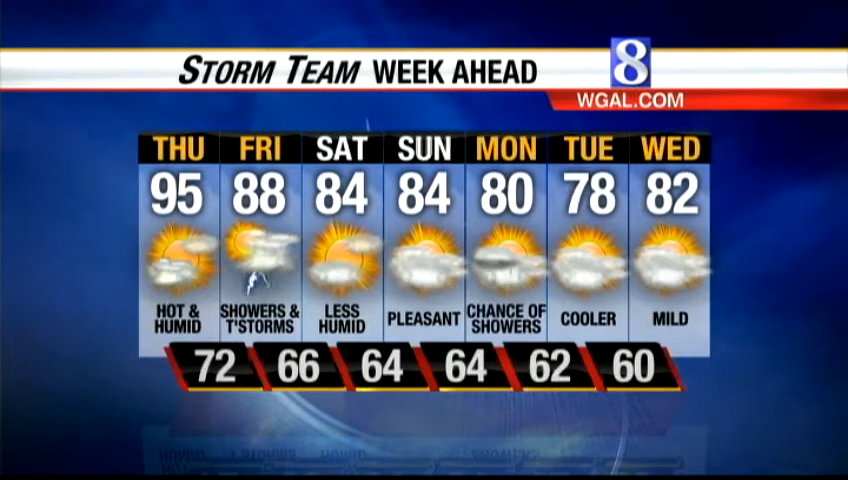 STORM TEAM WEEK AHEAD 8
WGAL.COM
THU FRI SAT SUN MON TUE WED
95 88 84 84 80 78 82
HOT & HUMID
SHOWERS & T'STORMS
LESS HUMID
PLEASANT
CHANCE OF SHOWERS
COOLER
MILD
72 66 64 64 62 60